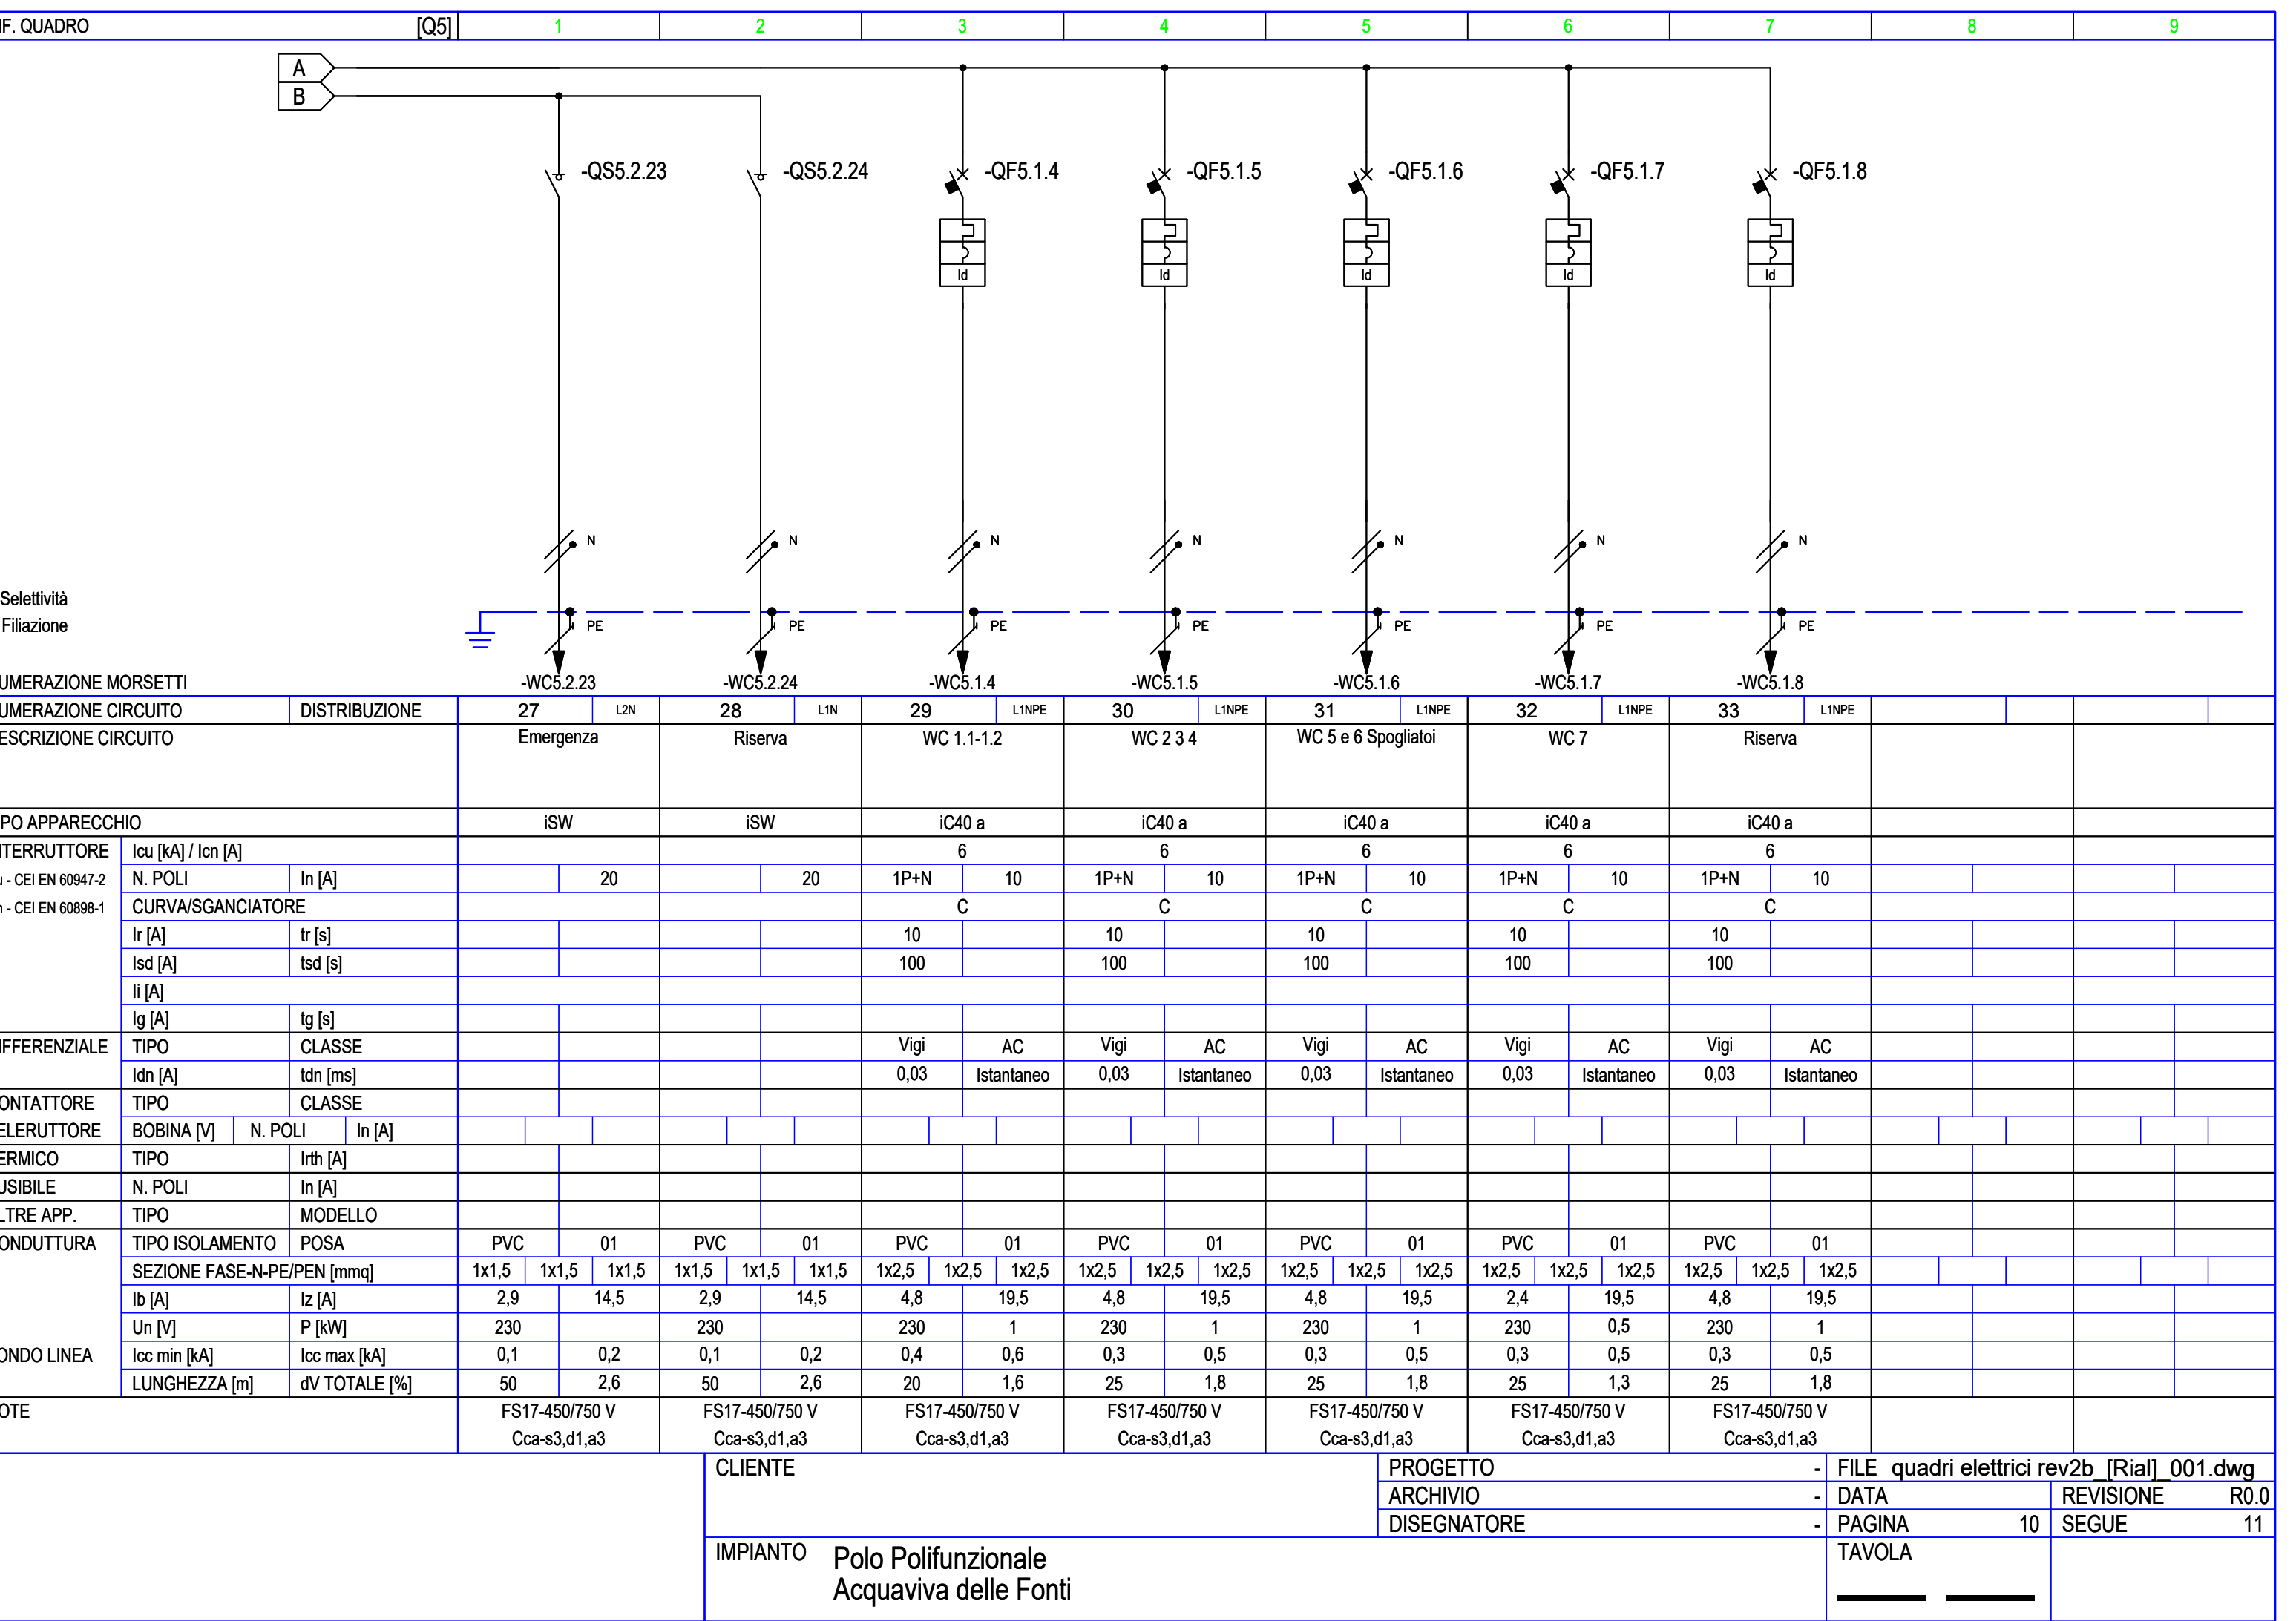 IF. QUADRO [Q5] 1 2 3 4 5 6 7 8 9
A
B
-QS5.2.23 -QS5.2.24 -QF5.1.4 -QF5.1.5 -QF5.1.6 -QF5.1.7 -QF5.1.8
Id Id Id Id Id
N N N N N N N
Selettività
Filiazione
PE PE PE PE PE PE PE
UMERAZIONE MORSETTI -WC5.2.23 -WC5.2.24 -WC5.1.4 -WC5.1.5 -WC5.1.6 -WC5.1.7 -WC5.1.8
UMERAZIONE CIRCUITO DISTRIBUZIONE 27 L2N 28 L1N 29 L1NPE 30 L1NPE 31 L1NPE 32 L1NPE 33 L1NPE
ESCRIZIONE CIRCUITO Emergenza Riserva WC 1.1-1.2 WC 2 3 4 WC 5 e 6 Spogliatoi WC 7 Riserva
PO APPARECCHIO iSW iSW iC40 a iC40 a iC40 a iC40 a iC40 a
TERRUTTORE Icu [kA] / Icn [A] 6 6 6 6 6
u - CEI EN 60947-2 N. POLI In [A] 20 20 1P+N 10 1P+N 10 1P+N 10 1P+N 10 1P+N 10
n - CEI EN 60898-1 CURVA/SGANCIATORE C C C C C
Ir [A] tr [s] 10 10 10 10 10
Isd [A] tsd [s] 100 100 100 100 100
Ii [A]
Ig [A] tg [s]
IFFERENZIALE TIPO CLASSE Vigi AC Vigi AC Vigi AC Vigi AC Vigi AC
Idn [A] tdn [ms] 0,03 Istantaneo 0,03 Istantaneo 0,03 Istantaneo 0,03 Istantaneo 0,03 Istantaneo
ONTATTORE TIPO CLASSE
ELERUTTORE BOBINA [V] N. POLI In [A]
ERMICO TIPO Irth [A]
USIBILE N. POLI In [A]
LTRE APP. TIPO MODELLO
ONDUTTURA TIPO ISOLAMENTO POSA PVC 01 PVC 01 PVC 01 PVC 01 PVC 01 PVC 01 PVC 01
SEZIONE FASE-N-PE/PEN [mmq] 1x1,5 1x1,5 1x1,5 1x1,5 1x1,5 1x1,5 1x2,5 1x2,5 1x2,5 1x2,5 1x2,5 1x2,5 1x2,5 1x2,5 1x2,5 1x2,5 1x2,5 1x2,5 1x2,5 1x2,5 1x2,5
Ib [A] Iz [A] 2,9 14,5 2,9 14,5 4,8 19,5 4,8 19,5 4,8 19,5 2,4 19,5 4,8 19,5
Un [V] P [kW] 230 230 230 1 230 1 230 1 230 0,5 230 1
ONDO LINEA Icc min [kA] Icc max [kA] 0,1 0,2 0,1 0,2 0,4 0,6 0,3 0,5 0,3 0,5 0,3 0,5 0,3 0,5
LUNGHEZZA [m] dV TOTALE [%] 50 2,6 50 2,6 20 1,6 25 1,8 25 1,8 25 1,3 25 1,8
OTE FS17-450/750 V FS17-450/750 V FS17-450/750 V FS17-450/750 V FS17-450/750 V FS17-450/750 V FS17-450/750 V
Cca-s3,d1,a3 Cca-s3,d1,a3 Cca-s3,d1,a3 Cca-s3,d1,a3 Cca-s3,d1,a3 Cca-s3,d1,a3 Cca-s3,d1,a3
CLIENTE PROGETTO - FILE quadri elettrici rev2b_[Rial]_001.dwg
ARCHIVIO - DATA REVISIONE R0.0
DISEGNATORE - PAGINA 10 SEGUE 11
IMPIANTO Polo Polifunzionale TAVOLA
Acquaviva delle Fonti